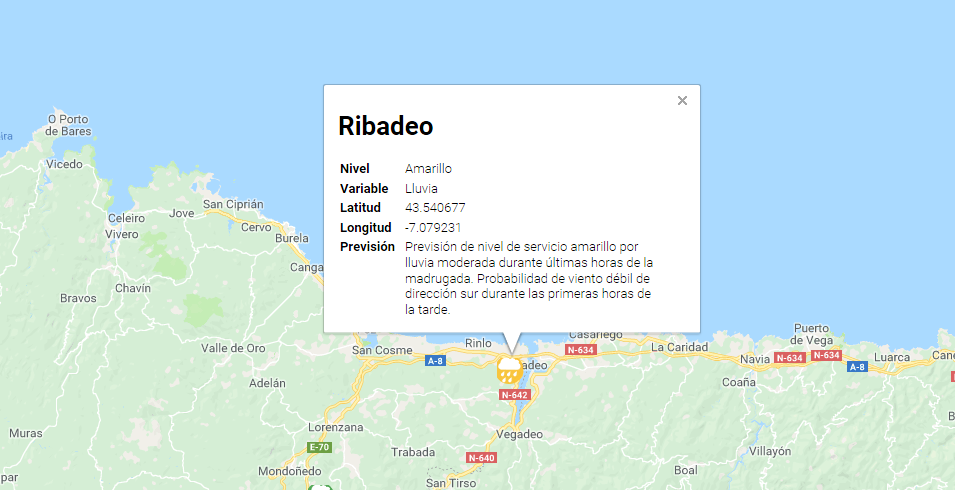 Ribadeo
Nivel Amarillo
Variable Lluvia
Latitud 43.540677
Longitud -7.079231
Previsión Previsión de nivel de servicio amarillo por
lluvia moderada durante últimas horas de la
madrugada. Probabilidad de viento débil de
dirección sur durante las primeras horas de
la tarde.
O Porto
de Bares
Vicedo
San Ciprián
Celeiro
Jove
Cervo
Vivero
Burela
Chavín
Bravos
Puerto
de Vega
Rinlo
La Caridad
San Cosme
Valle de Oro
A-8
N-634
Navia
N-634
N-634
Luarca
A-8
Adelán
Coaña
N-642
Muras
Lorenzana
Vegadeo
E-70
Trabada
N-640
Villayón
Mondoñedo
Boal
San Tirso